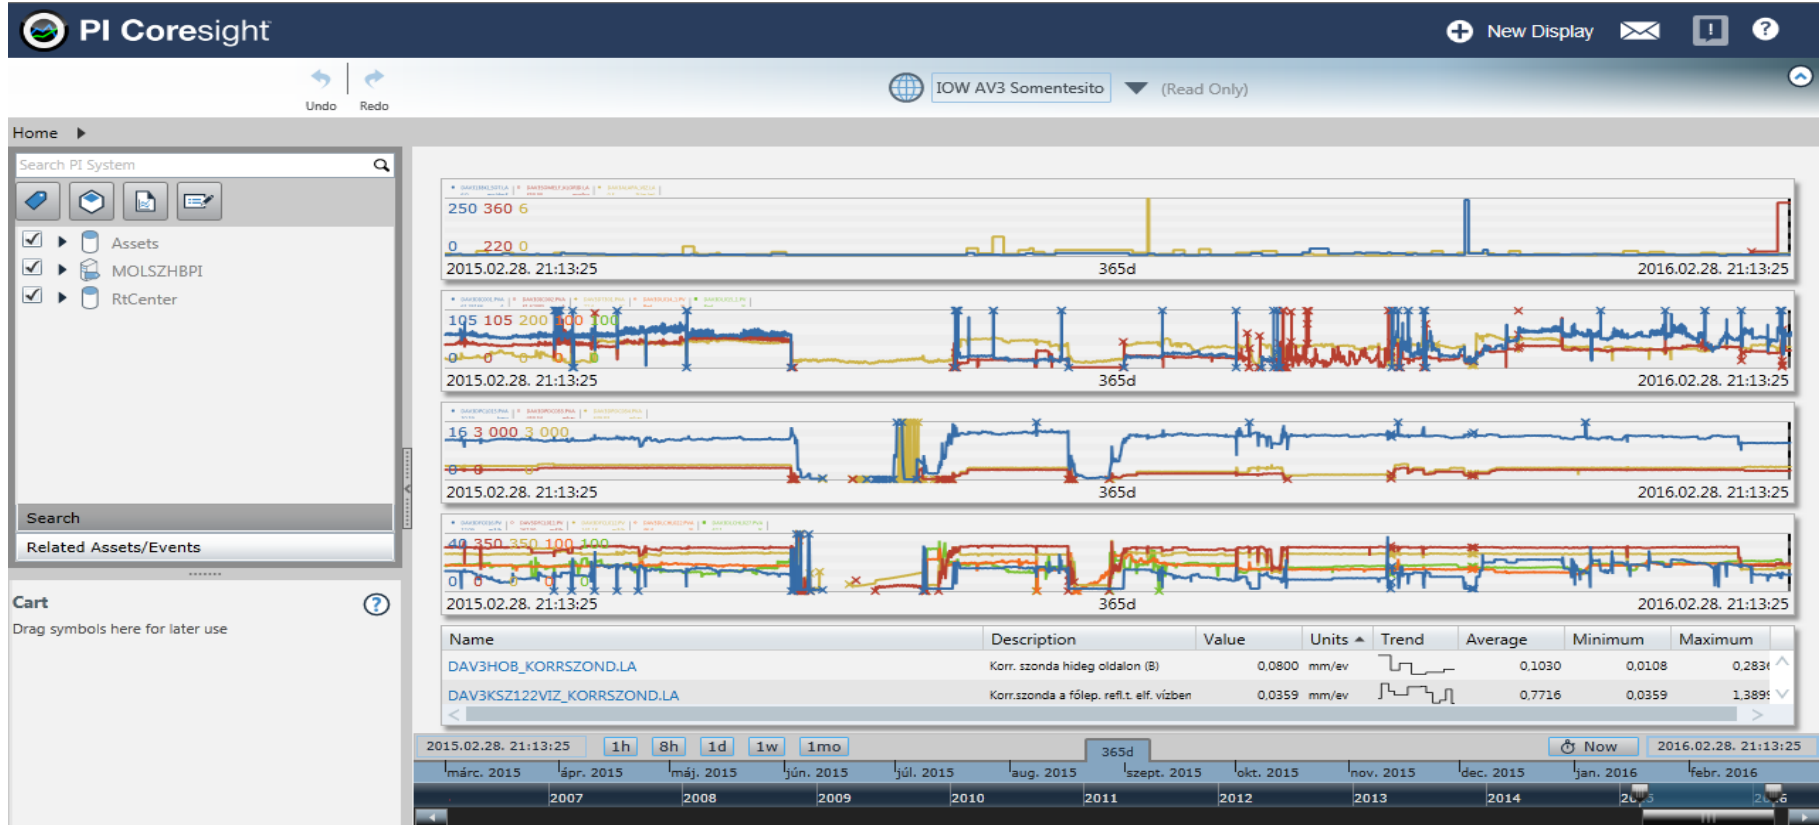 PI Coresight
New Display
Undo Redo
IOW AV3 Somentesito (Read Only)
Home
Search PI System
Assets
MOLSZHBPI
RtCenter
Search
Related Assets/Events
Cart
Drag symbols here for later use
250 360 6
0 220 0
2015.02.28. 21:13:25 365d 2016.02.28. 21:13:25
105 105 200 100 100
0 0 0 0 0
2015.02.28. 21:13:25 365d 2016.02.28. 21:13:25
16 3 000 3 000
0 0 0
2015.02.28. 21:13:25 365d 2016.02.28. 21:13:25
40 350 350 100 100
0 0 0 0 0
2015.02.28. 21:13:25 365d 2016.02.28. 21:13:25
Name Description Value Units Trend Average Minimum Maximum
DAV3HOB_KORRSZOND.LA Korr. szonda hideg oldalon (B) 0,0800 mm/ev 0,1030 0,0108
DAV3KSZ122VIZ_KORRSZOND.LA Korr.szonda a főlep. refl.t. elf. vízben 0,0359 mm/ev 0,7716 0,0359
2015.02.28. 21:13:25 1h 8h 1d 1w 1mo 365d Now 2016.02.28. 21:13:25
márc. 2015 ápr. 2015 máj. 2015 jún. 2015 júl. 2015 aug. 2015 szept. 2015 okt. 2015 nov. 2015 dec. 2015 jan. 2016 febr. 2016
2007 2008 2009 2010 2011 2012 2013 2014